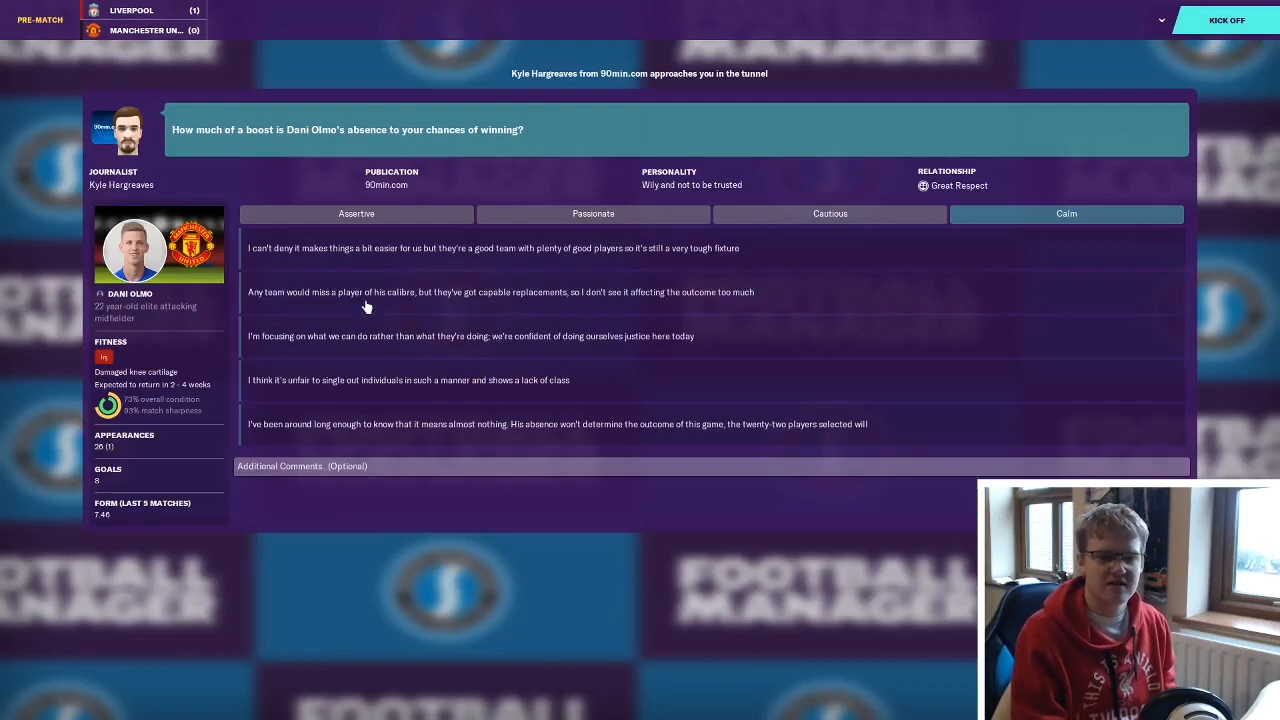 PRE-MATCH
LIVERPOOL (1)
MANCHESTER UN... (0)
KICK OFF
Kyle Hargreaves from 90min.com approaches you in the tunnel
How much of a boost is Dani Olmo's absence to your chances of winning?
JOURNALIST
Kyle Hargreaves
PUBLICATION
90min.com
PERSONALITY
Wily and not to be trusted
RELATIONSHIP
Great Respect
Assertive
Passionate
Cautious
Calm
I can't deny it makes things a bit easier for us but they're a good team with plenty of good players so it's still a very tough fixture
Any team would miss a player of his calibre, but they've got capable replacements, so I don't see it affecting the outcome too much
I'm focusing on what we can do rather than what they're doing; we're confident of doing ourselves justice here today
I think it's unfair to single out individuals in such a manner and shows a lack of class
I've been around long enough to know that it means almost nothing. His absence won't determine the outcome of this game, the twenty-two players selected will
Additional Comments. (Optional)
DANI OLMO
22 year-old elite attacking
midfielder
FITNESS
Inj
Damaged knee cartilage
Expected to return in 2 - 4 weeks
73% overall condition
93% match sharpness
APPEARANCES
26 (1)
GOALS
8
FORM (LAST 5 MATCHES)
7.46
FOOTBALL
MANAGER
FOOTBALL
MANAGER
THIS IS ANFIELD